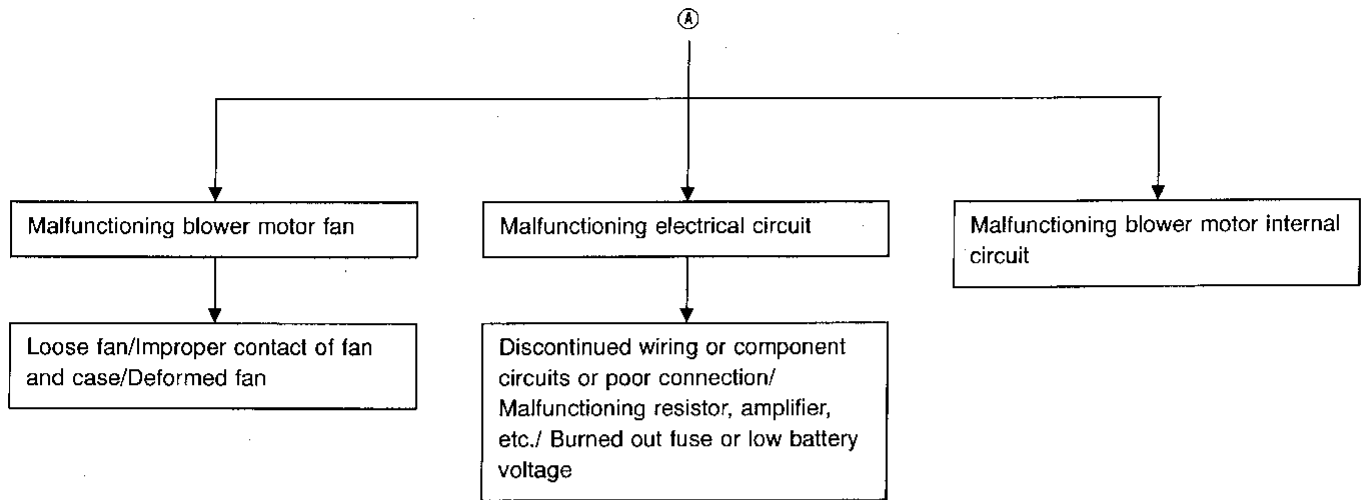 Ⓐ
Malfunctioning blower motor fan
Malfunctioning electrical circuit
Malfunctioning blower motor internal
circuit
Loose fan/Improper contact of fan
and case/Deformed fan
Discontinued wiring or component
circuits or poor connection/
Malfunctioning resistor, amplifier,
etc./ Burned out fuse or low battery
voltage